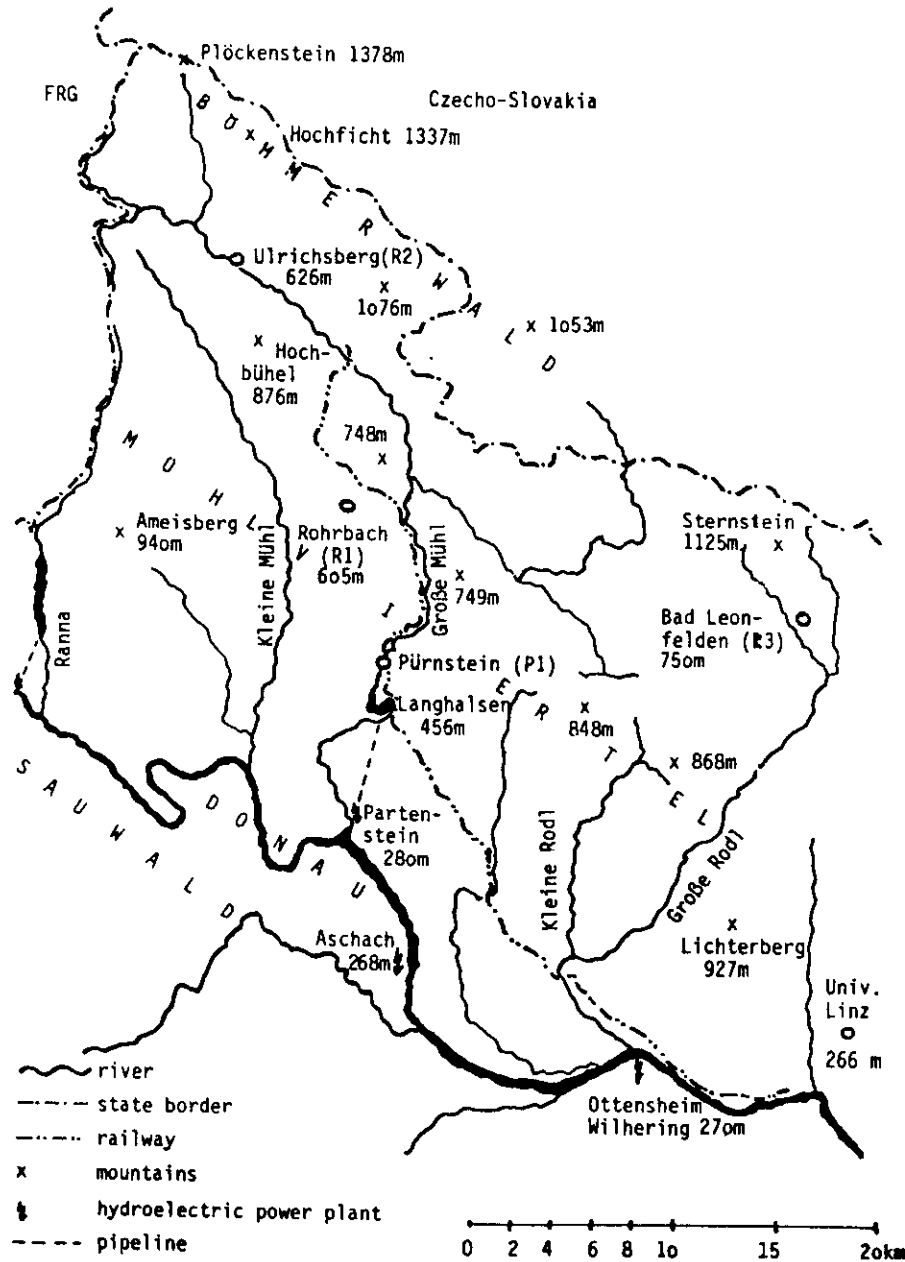 Plöckenstein 1378m
FRG
Czecho-Slovakia
BÖHMERWALD
Hochficht 1337m
Ulrichsberg(R2)
626m
1o76m
1o53m
Hoch-
bühel
876m
748m
MÜHLVIERTEL
Ameisberg
94om
Kleine Mühl
Rohrbach
(R1)
6o5m
Große Mühl
749m
Sternstein
1125m
Bad Leon-
felden (R3)
75om
Ranna
Pürnstein (P1)
Langhalsen
456m
848m
868m
SAUWALD
DONAU
Parten-
stein
28om
Kleine Rodl
Große Rodl
Aschach
268m
Lichterberg
927m
Univ.
Linz
266 m
Ottensheim
Wilhering 27om
river
state border
railway
x mountains
hydroelectric power plant
pipeline
0 2 4 6 8 1o 15 2okm